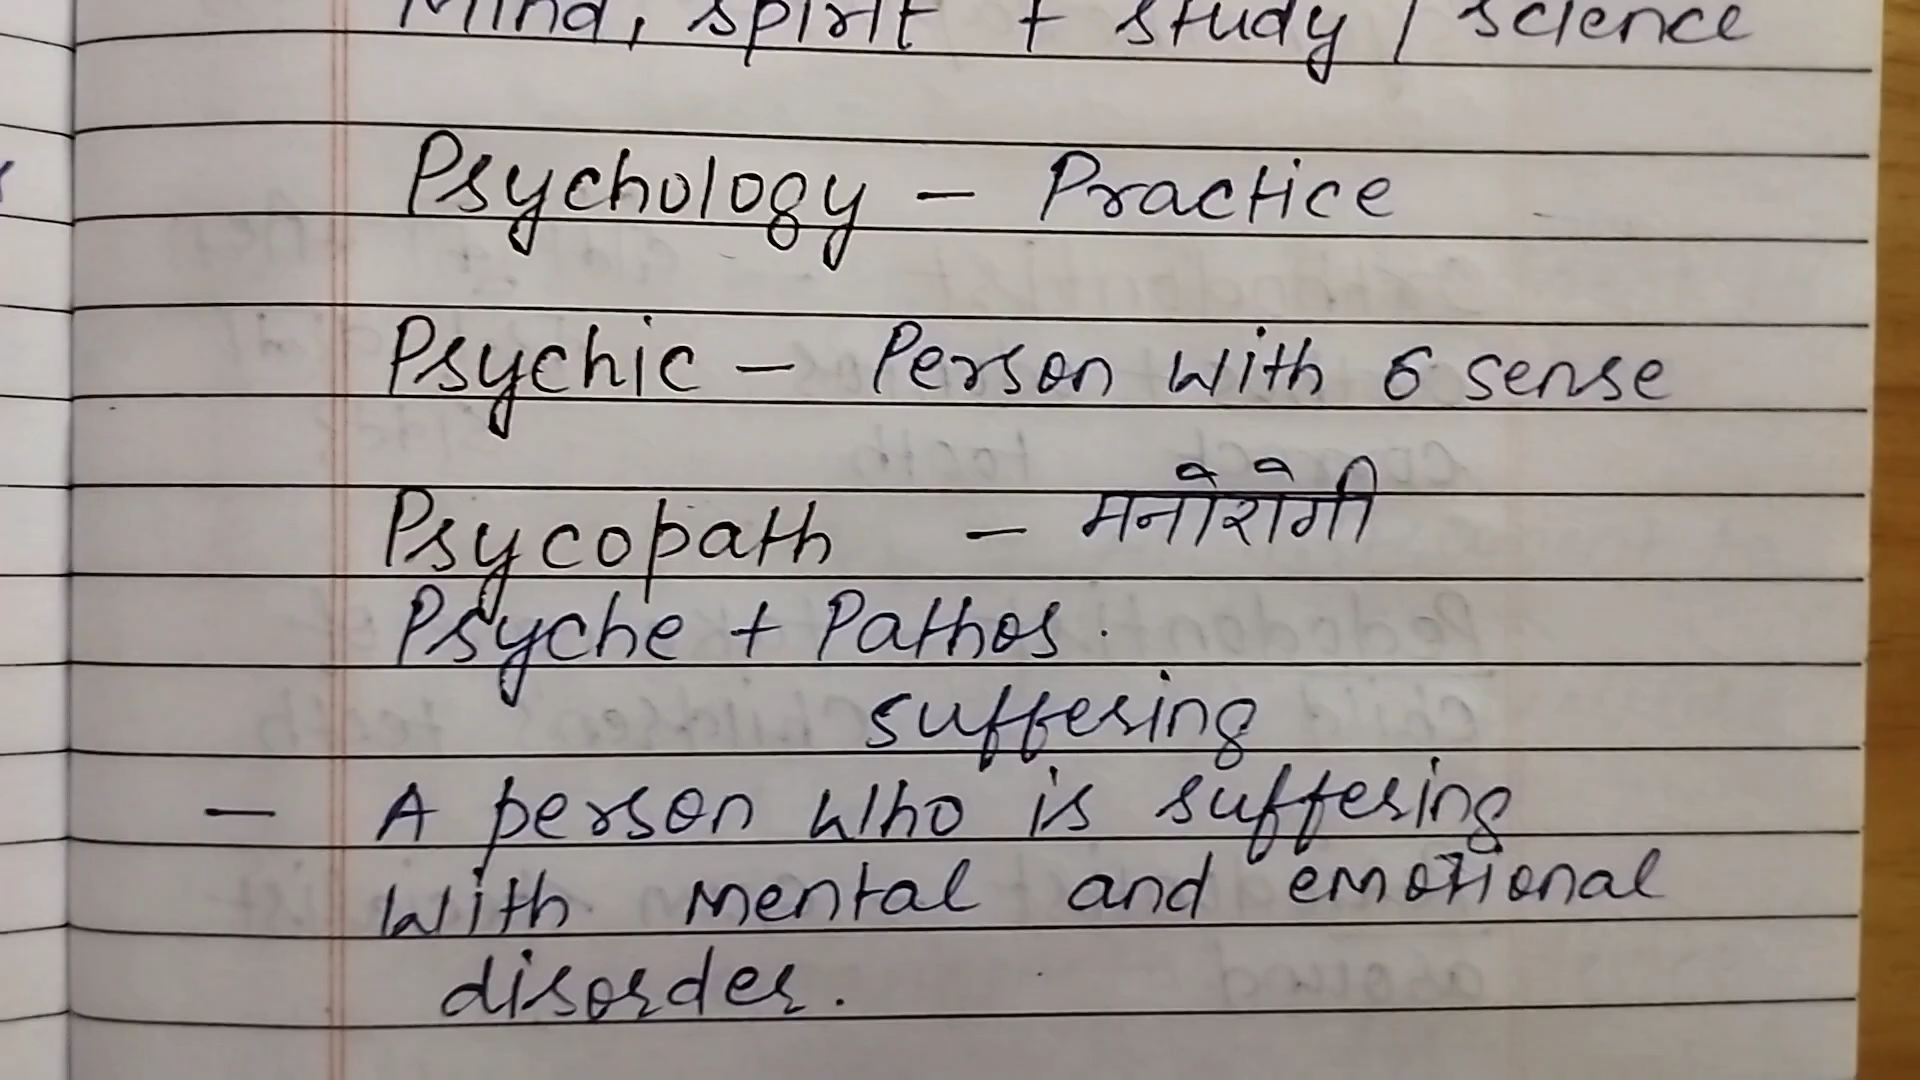 Mind, spirit + study / science
Psychology - Practice
Psychic - Person with 6 sense
Psycopath - मनोरोगी
Psyche + Pathos.
suffering
- A person who is suffering
with mental and emotional
disorder.